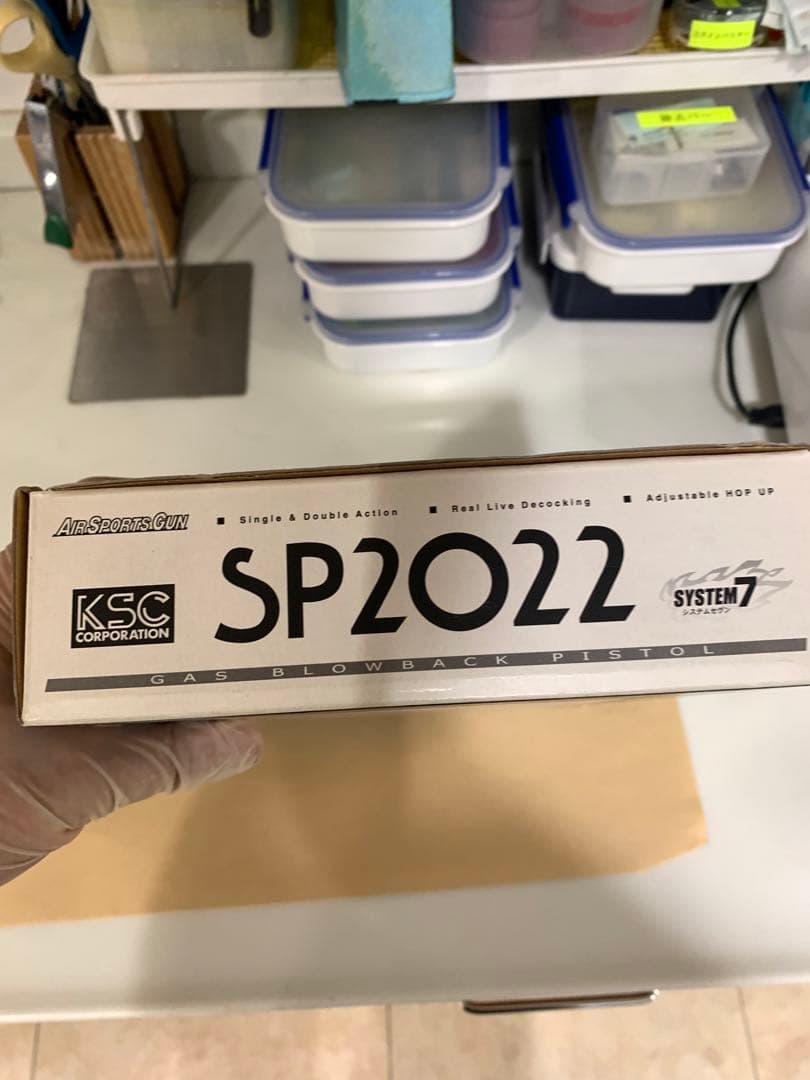 AIR SPORTS GUN
■ Single & Double Action ■ Real Live Decocking ■ Adjustable HOP UP
KSC
CORPORATION
SP2022
SYSTEM7
システムセヴン
GAS BLOWBACK PISTOL